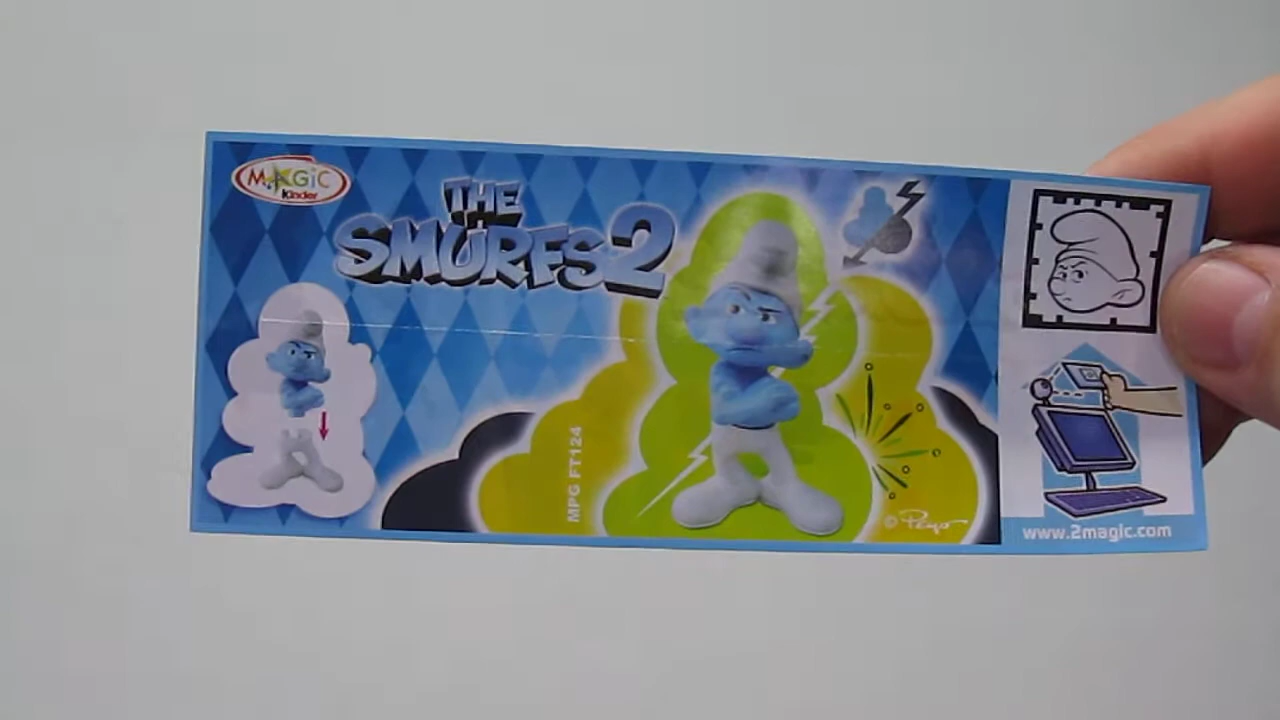 MAGiC
Kinder
THE
SMURFS 2
MPG FT124
© Peyo
www.2magic.com